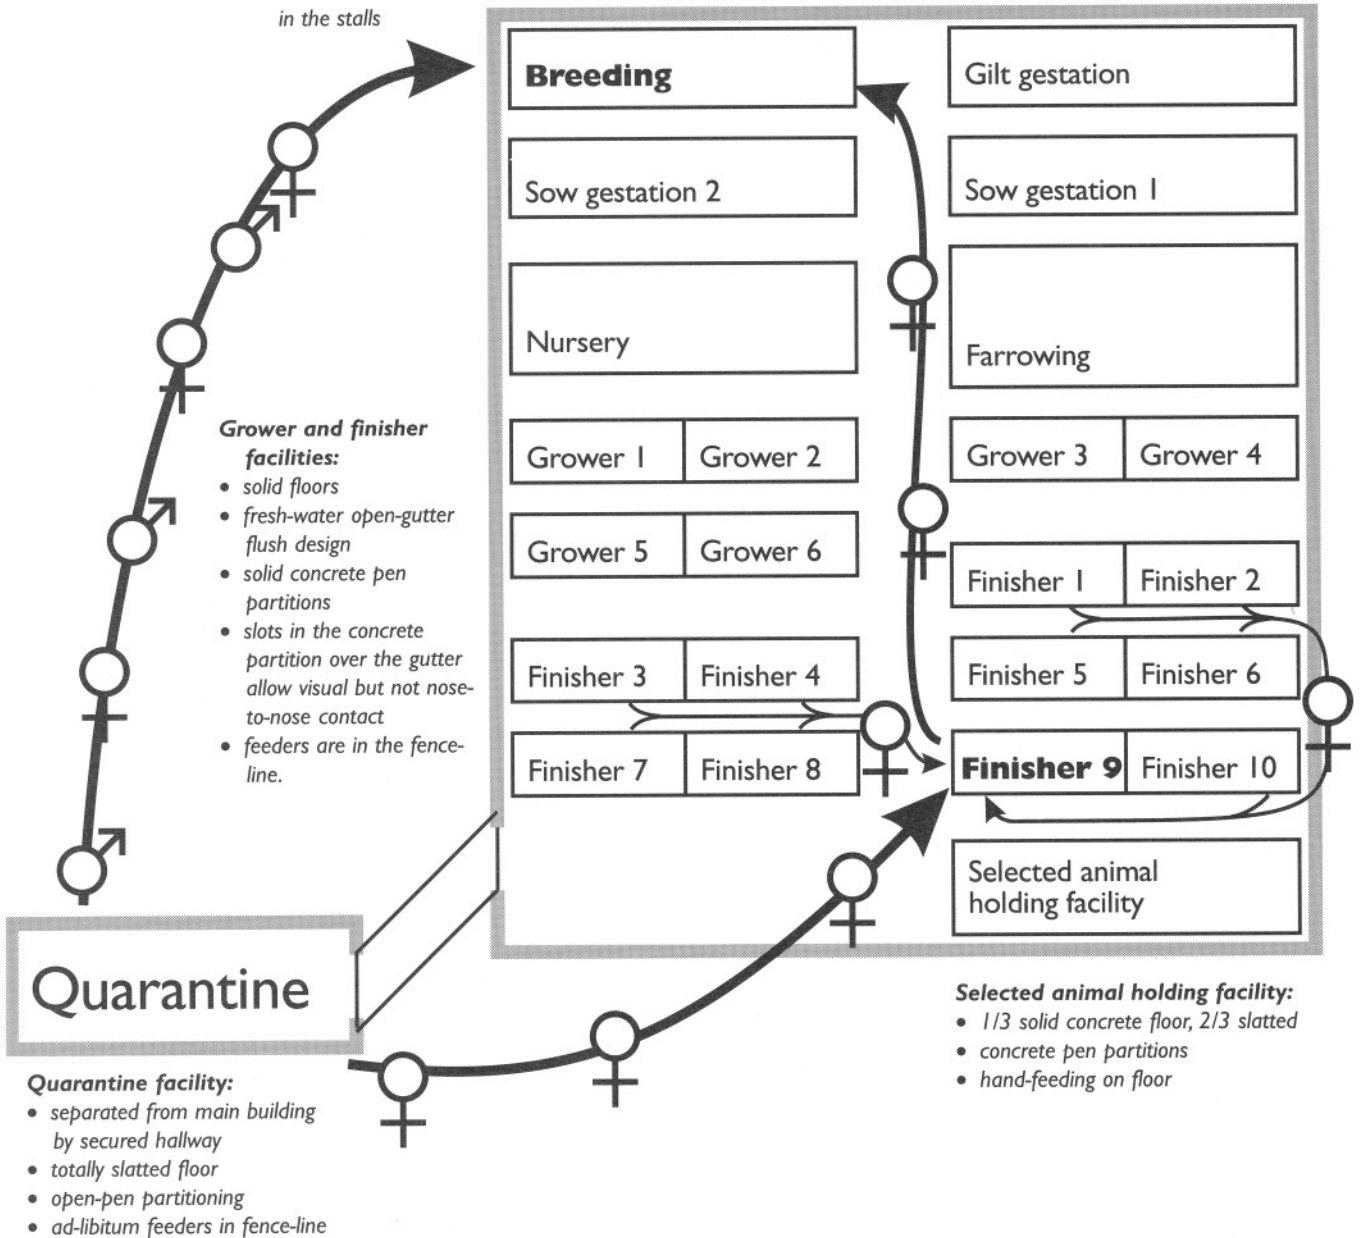 in the stalls
Breeding
Gilt gestation
Sow gestation 2
Sow gestation 1
Nursery
Farrowing
Grower and finisher
facilities:
• solid floors
• fresh-water open-gutter
flush design
• solid concrete pen
partitions
• slots in the concrete
partition over the gutter
allow visual but not nose-
to-nose contact
• feeders are in the fence-
line.
Grower 1
Grower 2
Grower 3
Grower 4
Grower 5
Grower 6
Finisher 1
Finisher 2
Finisher 3
Finisher 4
Finisher 5
Finisher 6
Finisher 7
Finisher 8
Finisher 9
Finisher 10
Selected animal
holding facility
Quarantine
Selected animal holding facility:
• 1/3 solid concrete floor, 2/3 slatted
• concrete pen partitions
• hand-feeding on floor
Quarantine facility:
• separated from main building
by secured hallway
• totally slatted floor
• open-pen partitioning
• ad-libitum feeders in fence-line